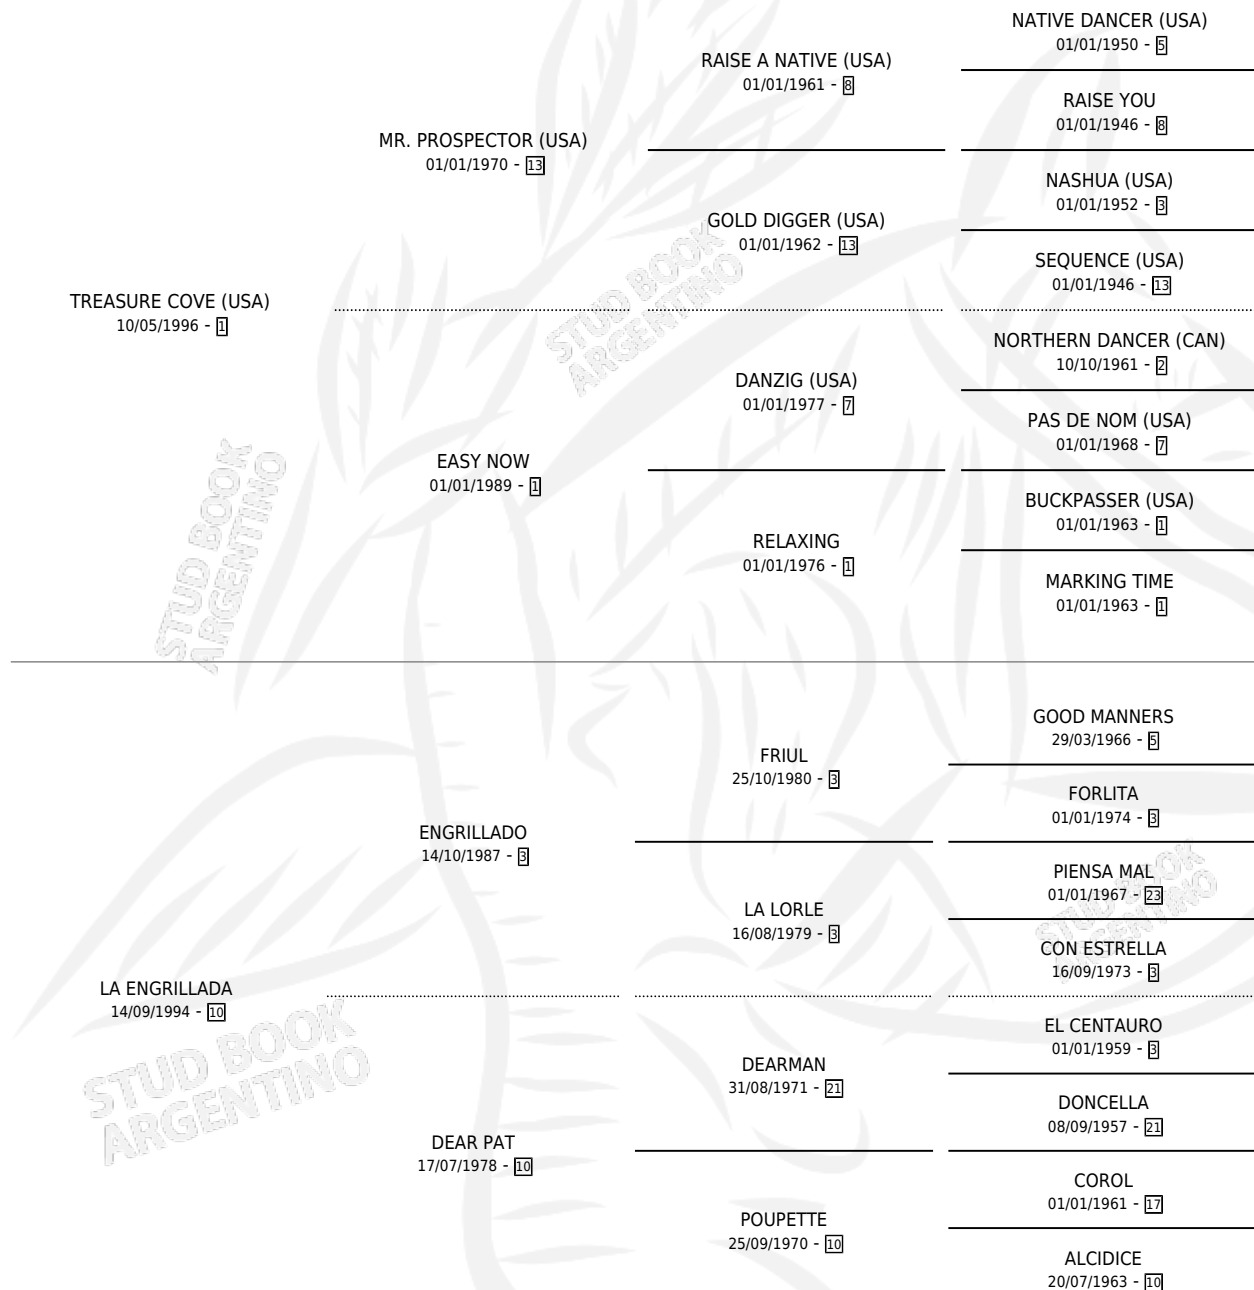 NATIVE DANCER (USA)
01/01/1950 - 5
RAISE A NATIVE (USA)
01/01/1961 - 8
RAISE YOU
01/01/1946 - 8
MR. PROSPECTOR (USA)
01/01/1970 - 13
NASHUA (USA)
01/01/1952 - 3
GOLD DIGGER (USA)
01/01/1962 - 13
SEQUENCE (USA)
01/01/1946 - 13
TREASURE COVE (USA)
10/05/1996 - 1
NORTHERN DANCER (CAN)
10/10/1961 - 2
DANZIG (USA)
01/01/1977 - 7
PAS DE NOM (USA)
01/01/1968 - 7
EASY NOW
01/01/1989 - 1
BUCKPASSER (USA)
01/01/1963 - 1
RELAXING
01/01/1976 - 1
MARKING TIME
01/01/1963 - 1
GOOD MANNERS
29/03/1966 - 5
FRIUL
25/10/1980 - 3
FORLITA
01/01/1974 - 3
ENGRILLADO
14/10/1987 - 3
PIENSA MAL
01/01/1967 - 23
LA LORLE
16/08/1979 - 3
CON ESTRELLA
16/09/1973 - 3
LA ENGRILLADA
14/09/1994 - 10
EL CENTAURO
01/01/1959 - 3
DEARMAN
31/08/1971 - 21
DONCELLA
08/09/1957 - 21
DEAR PAT
17/07/1978 - 10
COROL
01/01/1961 - 17
POUPETTE
25/09/1970 - 10
ALCIDICE
20/07/1963 - 10
STUD BOOK
ARGENTINO
STUD BOOK
ARGENTINO
STUD BOOK
ARGENTINO
STUD BOOK
ARGENTINO